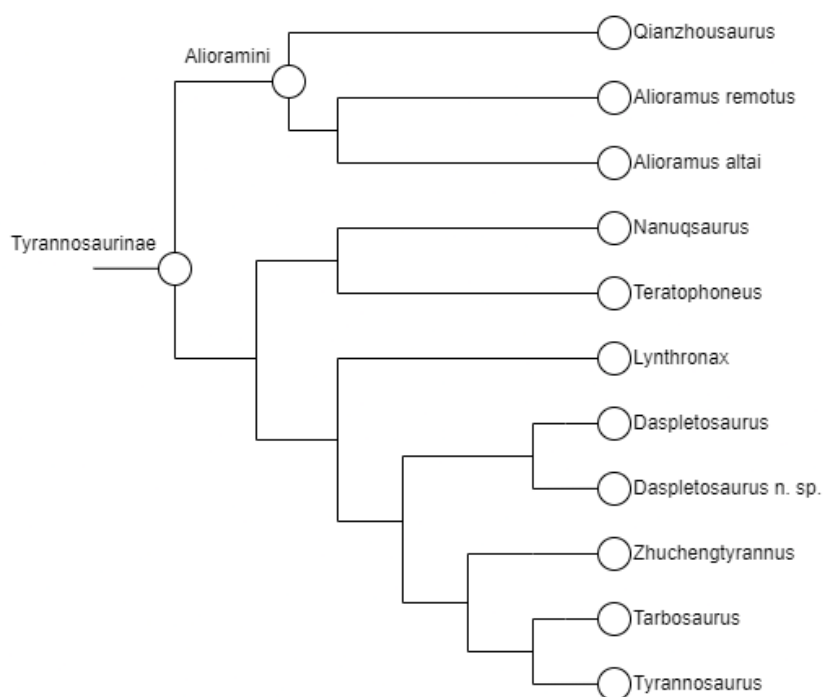 Qianzhousaurus
Alioramini
Alioramus remotus
Alioramus altai
Nanuqsaurus
Tyrannosaurinae
Teratophoneus
Lynthronax
Daspletosaurus
Daspletosaurus n. sp.
Zhuchengtyrannus
Tarbosaurus
Tyrannosaurus